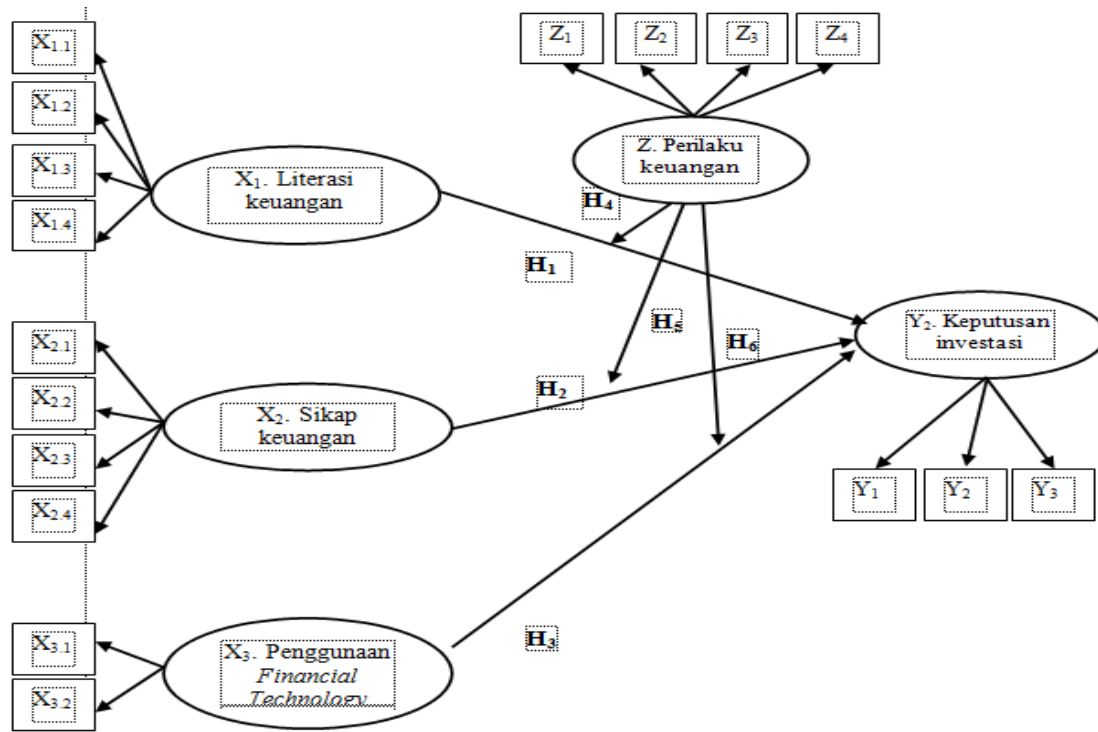 X1.1
X1.2
X1.3
X1.4
X1. Literasi
keuangan
Z1
Z2
Z3
Z4
Z. Perilaku
keuangan
H4
H1
H5
H6
H2
Y2. Keputusan
investasi
X2.1
X2.2
X2.3
X2.4
X2. Sikap
keuangan
Y1
Y2
Y3
X3.1
X3.2
X3. Penggunaan
Financial
Technology
H3